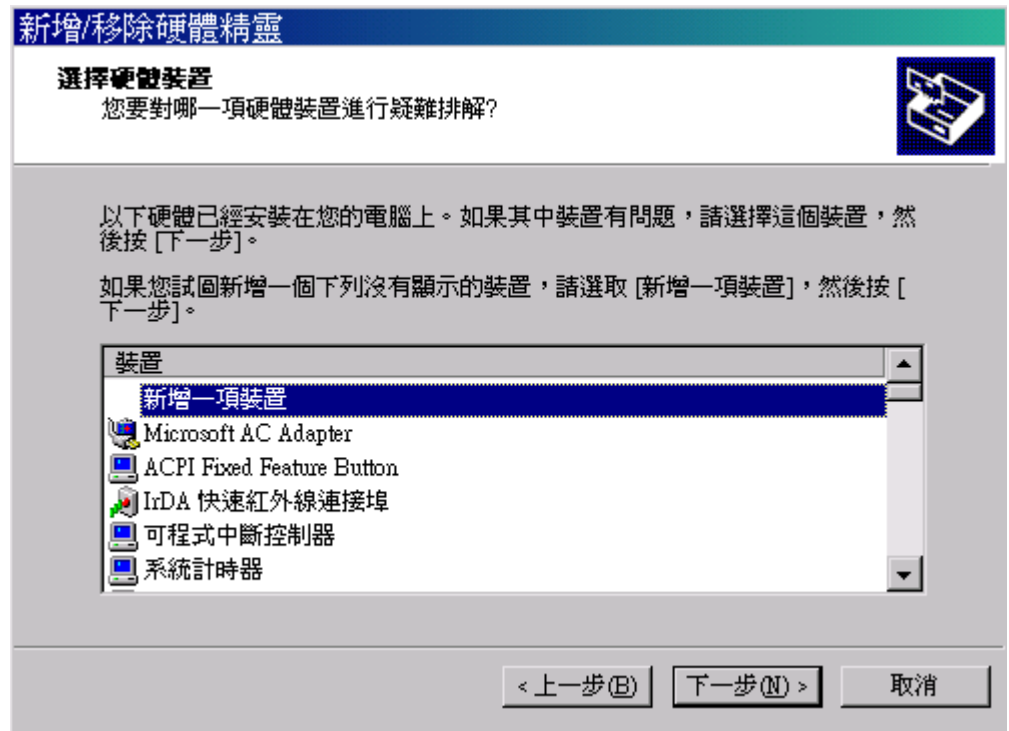 新增/移除硬體精靈
選擇硬體裝置
您要對哪一項硬體裝置進行疑難排解?
以下硬體已經安裝在您的電腦上。如果其中裝置有問題，請選擇這個裝置，然
後按 [下一步]。
如果您試圖新增一個下列沒有顯示的裝置，請選取 [新增一項裝置]，然後按 [
下一步]。
裝置
新增一項裝置
Microsoft AC Adapter
ACPI Fixed Feature Button
IrDA 快速紅外線連接埠
可程式中斷控制器
系統計時器
< 上一步(B) 下一步(N) > 取消